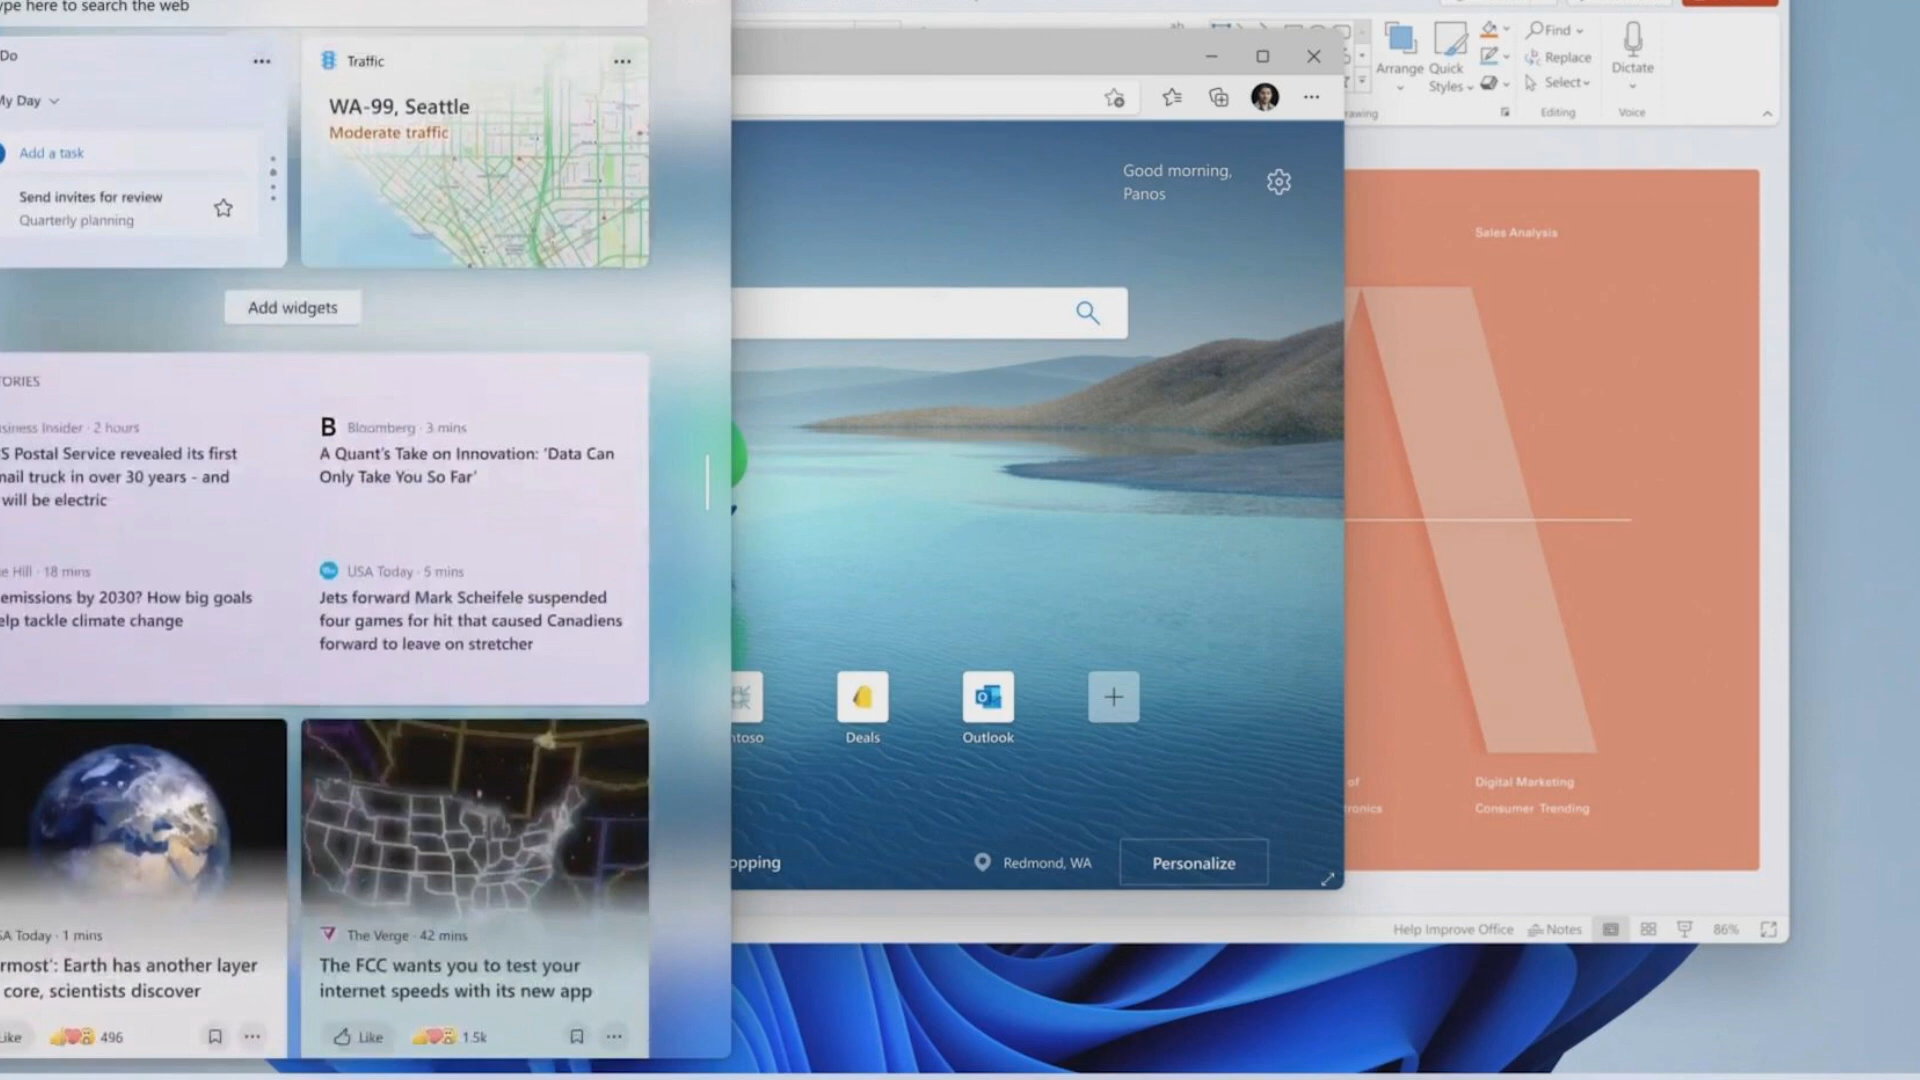 ype here to search the web
Do
My Day
Add a task
Send invites for review
Quarterly planning
Traffic
WA-99, Seattle
Moderate traffic
Add widgets
TORIES
siness Insider · 2 hours
S Postal Service revealed its first
mail truck in over 30 years - and
will be electric
B Bloomberg · 3 mins
A Quant's Take on Innovation: 'Data Can
Only Take You So Far'
e Hill · 18 mins
emissions by 2030? How big goals
elp tackle climate change
USA Today · 5 mins
Jets forward Mark Scheifele suspended
four games for hit that caused Canadiens
forward to leave on stretcher
SA Today · 1 mins
rmost': Earth has another layer
core, scientists discover
Like
496
The Verge · 42 mins
The FCC wants you to test your
internet speeds with its new app
Like
1.5k
Good morning,
Panos
ntoso
Deals
Outlook
opping
Redmond, WA
Personalize
Arrange
Quick
Styles
Find
Replace
Select
Dictate
rawing
Editing
Voice
Sales Analysis
of
tronics
Digital Marketing
Consumer Trending
Help Improve Office
Notes
86%